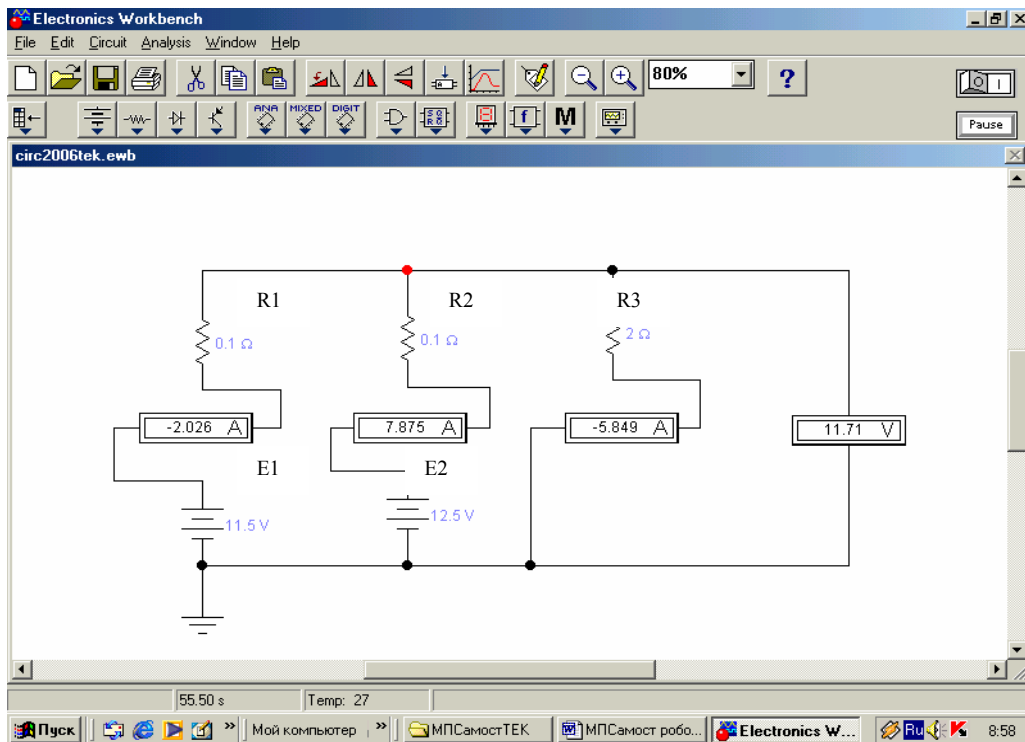 Electronics Workbench
File Edit Circuit Analysis Window Help
80% ?
ANA MIXED DIGIT M
Pause
circ2006tek.ewb
R1 R2 R3
0.1 Ω 0.1 Ω 2 Ω
-2.026 A 7.875 A -5.849 A 11.71 V
E1 E2
11.5 V 12.5 V
55.50 s Temp: 27
Пуск » Мой компьютер » МПСамостТЕК МПСамост робо... Electronics W... Ru 8:58